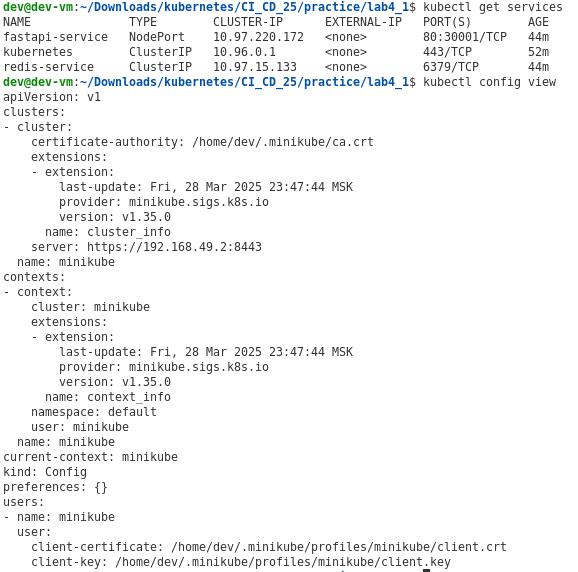 dev@dev-vm:~/Downloads/kubernetes/CI_CD_25/practice/lab4_1$ kubectl get services
NAME              TYPE        CLUSTER-IP      EXTERNAL-IP   PORT(S)        AGE
fastapi-service   NodePort    10.97.220.172   <none>        80:30001/TCP   44m
kubernetes        ClusterIP   10.96.0.1       <none>        443/TCP        52m
redis-service     ClusterIP   10.97.15.133    <none>        6379/TCP       44m
dev@dev-vm:~/Downloads/kubernetes/CI_CD_25/practice/lab4_1$ kubectl config view
apiVersion: v1
clusters:
- cluster:
    certificate-authority: /home/dev/.minikube/ca.crt
    extensions:
    - extension:
        last-update: Fri, 28 Mar 2025 23:47:44 MSK
        provider: minikube.sigs.k8s.io
        version: v1.35.0
      name: cluster_info
    server: https://192.168.49.2:8443
  name: minikube
contexts:
- context:
    cluster: minikube
    extensions:
    - extension:
        last-update: Fri, 28 Mar 2025 23:47:44 MSK
        provider: minikube.sigs.k8s.io
        version: v1.35.0
      name: context_info
    namespace: default
    user: minikube
  name: minikube
current-context: minikube
kind: Config
preferences: {}
users:
- name: minikube
  user:
    client-certificate: /home/dev/.minikube/profiles/minikube/client.crt
    client-key: /home/dev/.minikube/profiles/minikube/client.key